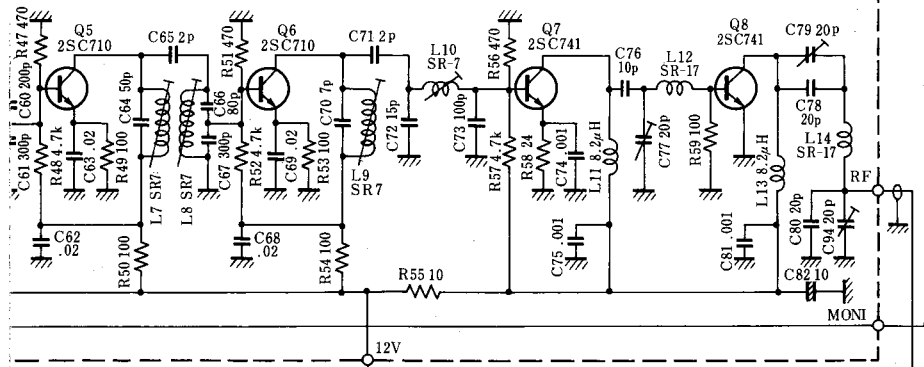 R47 470
Q5
2SC710
C65 2p
R51 470
Q6
2SC710
C71 2p
L10
SR-7
R56 470
Q7
2SC741
C76
10p
L12
SR-17
Q8
2SC741
C79 20p
C60 200p
C64 50p
C66
80p
C70 7p
C72 15p
C73 100p
C77 20p
R59 100
C78
20p
L14
SR-17
C61 300p
R48 4.7k
C63 .02
R49 100
L7 SR7
L8 SR7
C67 300p
R52 4.7k
C69 .02
R53 100
L9
SR7
R57 4.7k
R58 24
C74 .001
L11 8.2μH
L13 8.2μH
RF
C62
.02
R50 100
C68
.02
R54 100
C75 .001
C81 .001
C80 20p
C94 20p
R55 10
C82 10
MONI
12V